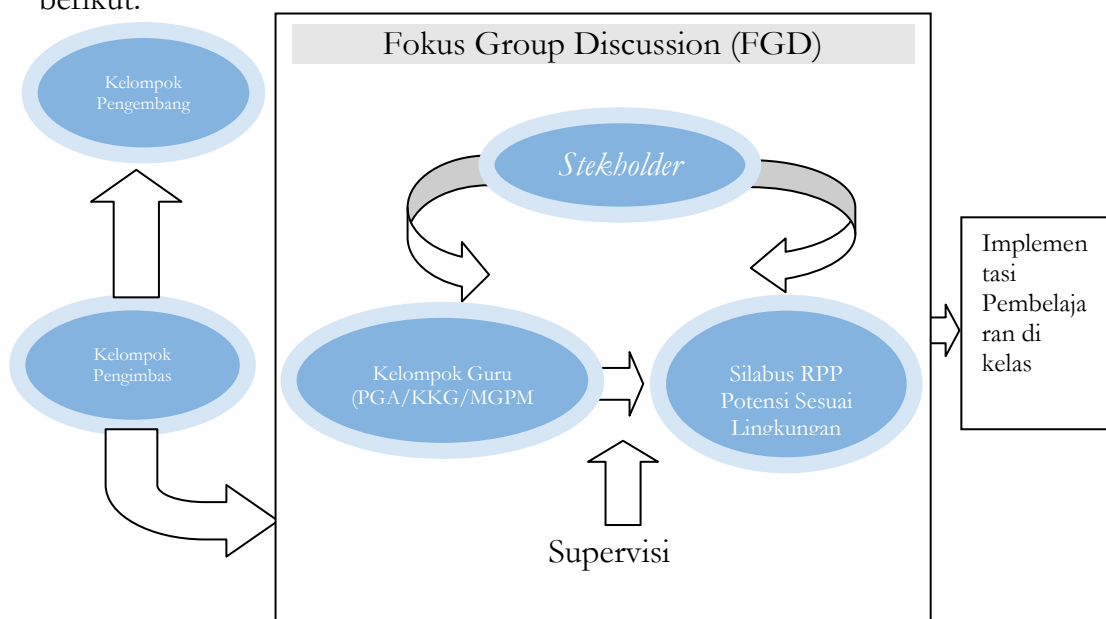 berikut:
Fokus Group Discussion (FGD)
Kelompok
Pengembang
Stekholder
Implemen
tasi
Pembelaja
ran di
kelas
Kelompok
Pengimbas
Kelompok Guru
(PGA/KKG/MGPM
Silabus RPP
Potensi Sesuai
Lingkungan
Supervisi